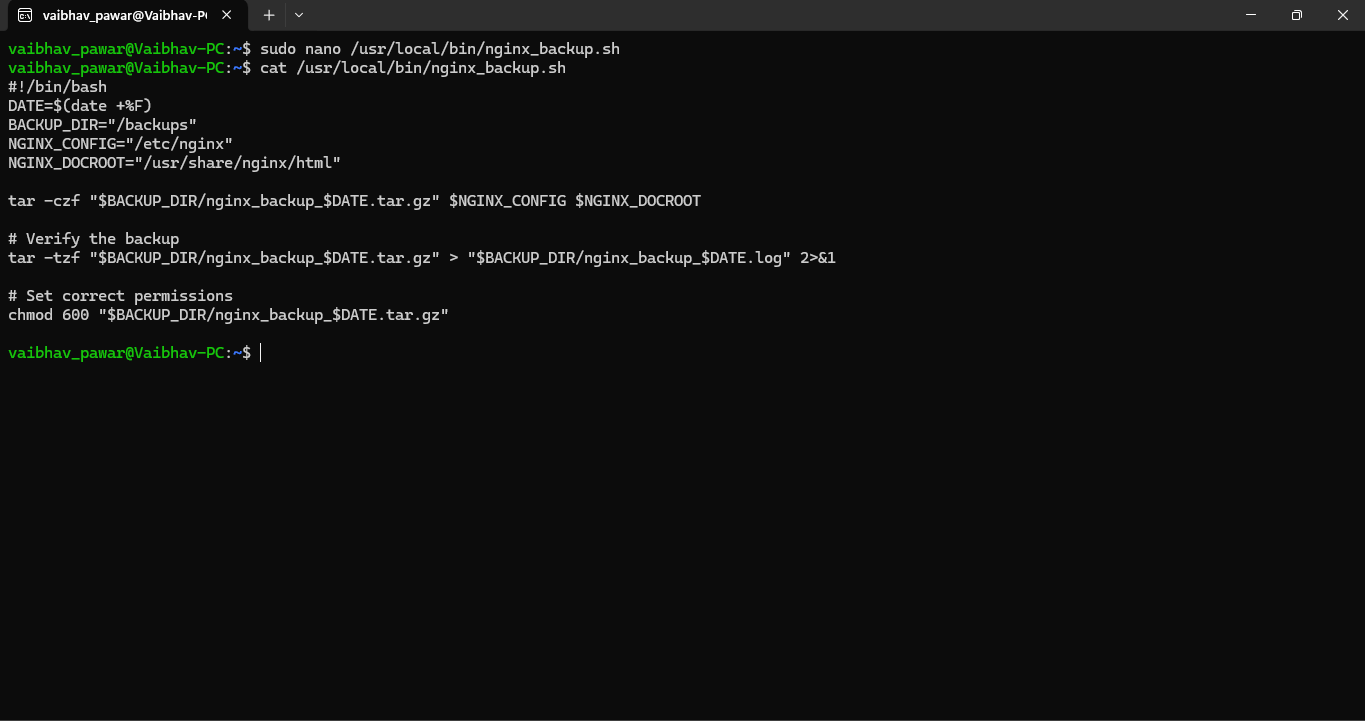 vaibhav_pawar@Vaibhav-P
vaibhav_pawar@Vaibhav-PC:~$ sudo nano /usr/local/bin/nginx_backup.sh
vaibhav_pawar@Vaibhav-PC:~$ cat /usr/local/bin/nginx_backup.sh
#!/bin/bash
DATE=$(date +%F)
BACKUP_DIR="/backups"
NGINX_CONFIG="/etc/nginx"
NGINX_DOCROOT="/usr/share/nginx/html"
tar -czf "$BACKUP_DIR/nginx_backup_$DATE.tar.gz" $NGINX_CONFIG $NGINX_DOCROOT
# Verify the backup
tar -tzf "$BACKUP_DIR/nginx_backup_$DATE.tar.gz" > "$BACKUP_DIR/nginx_backup_$DATE.log" 2>&1
# Set correct permissions
chmod 600 "$BACKUP_DIR/nginx_backup_$DATE.tar.gz"
vaibhav_pawar@Vaibhav-PC:~$